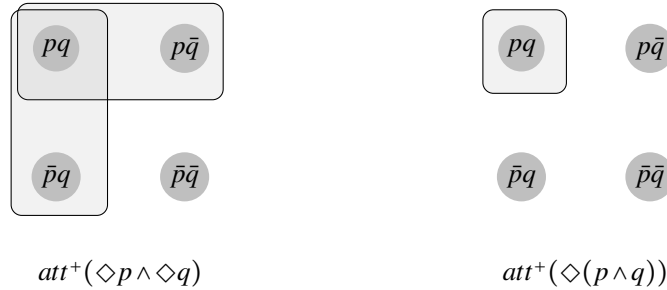 pq pq̄ pq pq̄
p̄q p̄q̄ p̄q p̄q̄
att⁺(◇p ∧ ◇q) att⁺(◇(p ∧ q))